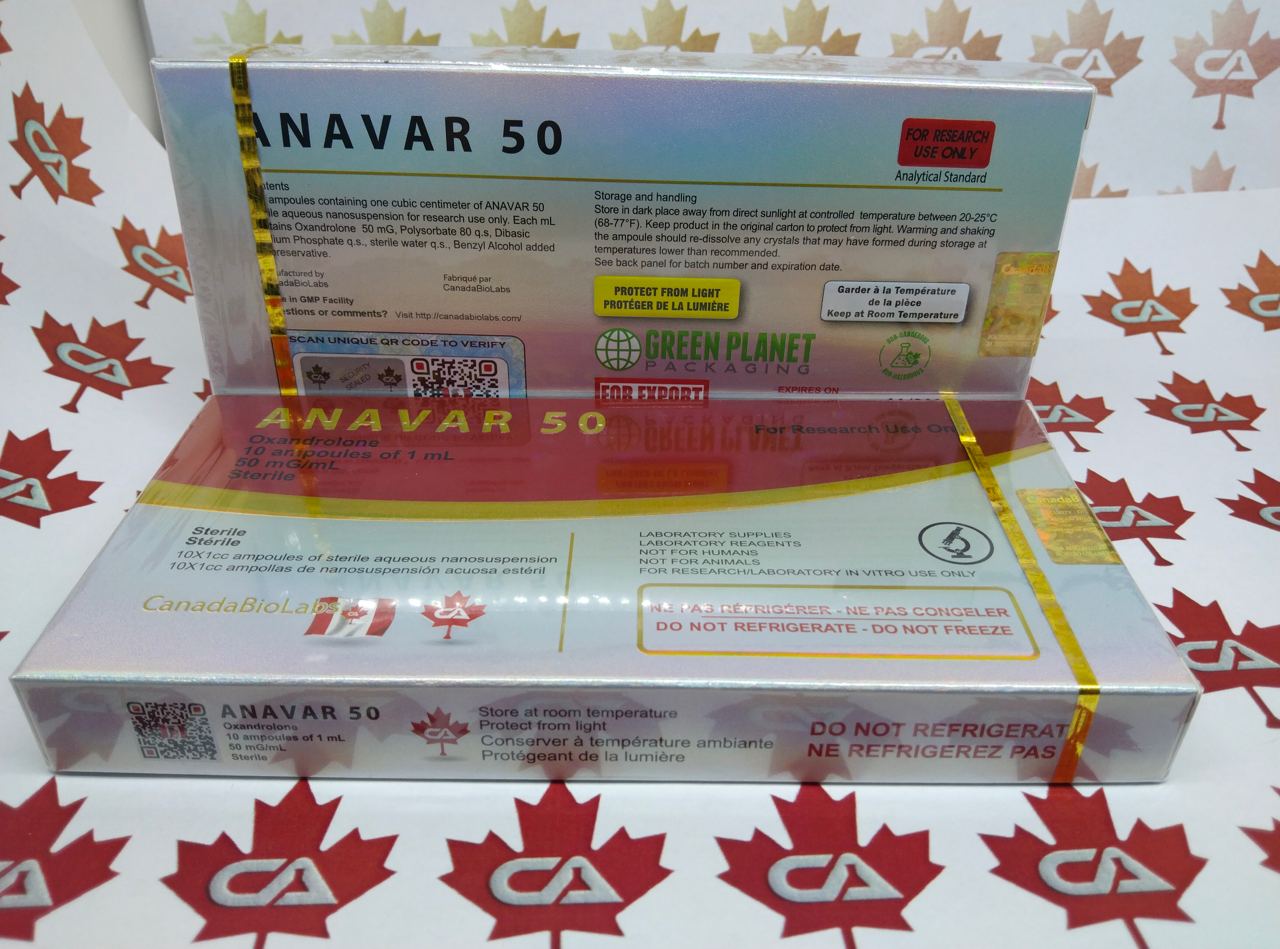 ANAVAR 50
FOR RESEARCH
USE ONLY
Analytical Standard
ampoules containing one cubic centimeter of ANAVAR 50
aqueous nanosuspension for research use only. Each mL
Oxandrolone 50 mG, Polysorbate 80 q.s, Dibasic
Phosphate q.s., sterile water q.s., Benzyl Alcohol added
by
in GMP Facility
or comments? Visit http://canadabiolabs.com/
Fabriqué par
CanadaBioLabs
Storage and handling
Store in dark place away from direct sunlight at controlled temperature between 20-25°C
(68-77°F). Keep product in the original carton to protect from light. Warming and shaking
the ampoule should re-dissolve any crystals that may have formed during storage at
temperatures lower than recommended.
See back panel for batch number and expiration date.
PROTECT FROM LIGHT
PROTÉGER DE LA LUMIÈRE
Garder à la Température
de la pièce
Keep at Room Temperature
SCAN UNIQUE QR CODE TO VERIFY
SECURITY
SEALED
GREEN PLANET
PACKAGING
FOR EXPORT
EXPIRES ON
ANAVAR 50
Oxandrolone
10 ampoules of 1 mL
50 mG/mL
Sterile
For Research Use
Sterile
Stérile
10X1cc ampoules of sterile aqueous nanosuspension
10X1cc ampollas de nanosuspensión acuosa estéril
CanadaBioLabs
CA
LABORATORY SUPPLIES
LABORATORY REAGENTS
NOT FOR HUMANS
NOT FOR ANIMALS
FOR RESEARCH/LABORATORY IN VITRO USE ONLY
NE PAS RÉFRIGÉRER - NE PAS CONGELER
DO NOT REFRIGERATE - DO NOT FREEZE
ANAVAR 50
Oxandrolone
10 ampoules of 1 mL
50 mG/mL
Sterile
CA
Store at room temperature
Protect from light
Conserver à température ambiante
Protégeant de la lumière
DO NOT REFRIGERAT
NE REFRIGEREZ PAS
CA
CA
CA
CA
CA